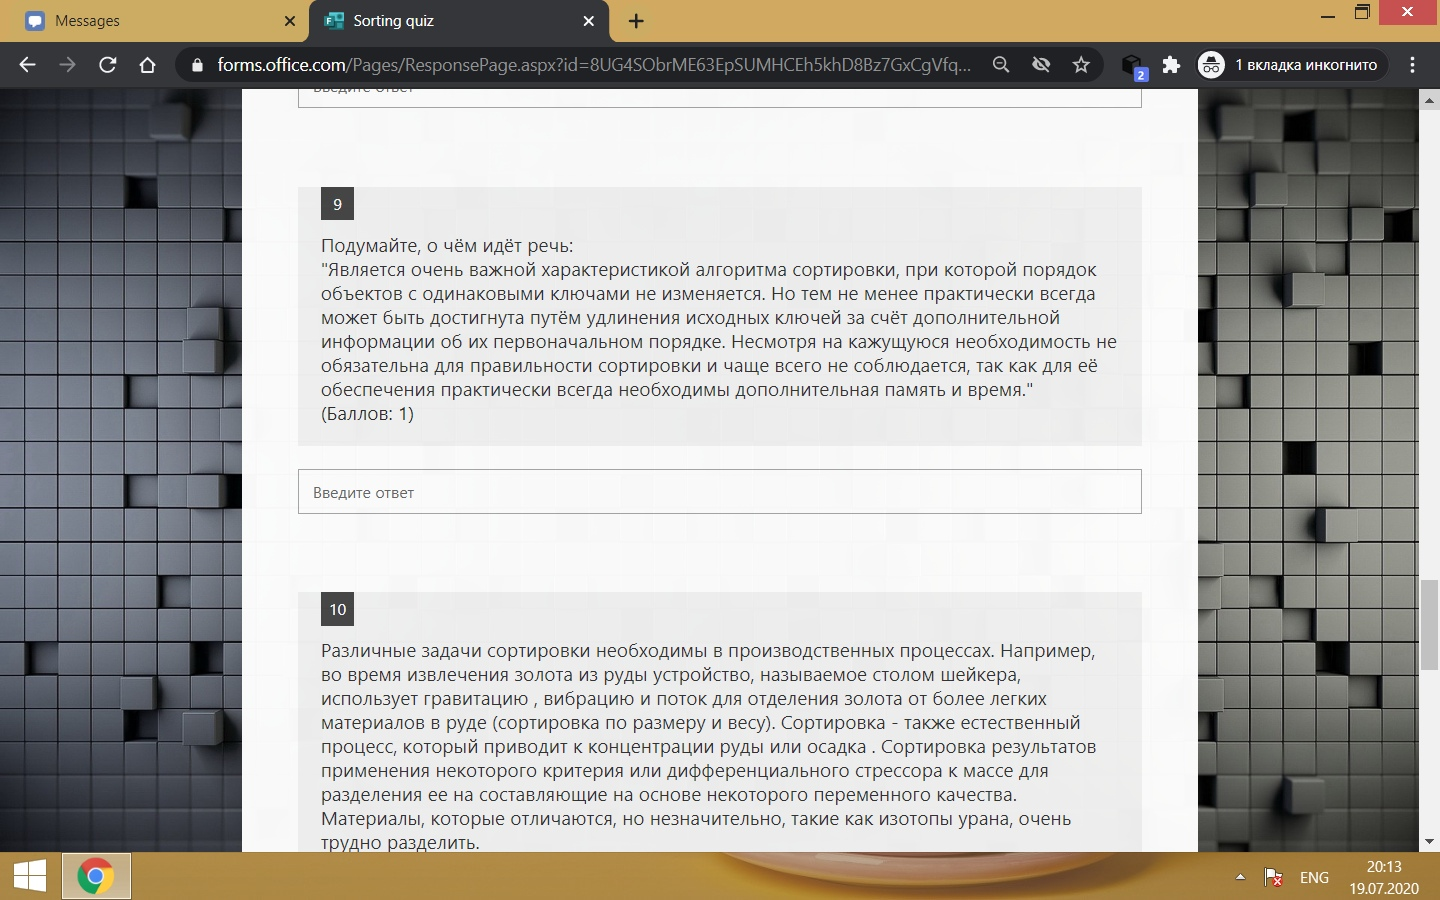 Messages
Sorting quiz
forms.office.com/Pages/ResponsePage.aspx?id=8UG4SObrME63EpSUMHCEh5khD8Bz7GxCgVfq...
2
1 вкладка инкогнито
Введите ответ
9
Подумайте, о чём идёт речь:
"Является очень важной характеристикой алгоритма сортировки, при которой порядок
объектов с одинаковыми ключами не изменяется. Но тем не менее практически всегда
может быть достигнута путём удлинения исходных ключей за счёт дополнительной
информации об их первоначальном порядке. Несмотря на кажущуюся необходимость не
обязательна для правильности сортировки и чаще всего не соблюдается, так как для её
обеспечения практически всегда необходимы дополнительная память и время."
(Баллов: 1)
Введите ответ
10
Различные задачи сортировки необходимы в производственных процессах. Например,
во время извлечения золота из руды устройство, называемое столом шейкера,
использует гравитацию , вибрацию и поток для отделения золота от более легких
материалов в руде (сортировка по размеру и весу). Сортировка - также естественный
процесс, который приводит к концентрации руды или осадка . Сортировка результатов
применения некоторого критерия или дифференциального стрессора к массе для
разделения ее на составляющие на основе некоторого переменного качества.
Материалы, которые отличаются, но незначительно, такие как изотопы урана, очень
трудно разделить.
ENG
20:13
19.07.2020